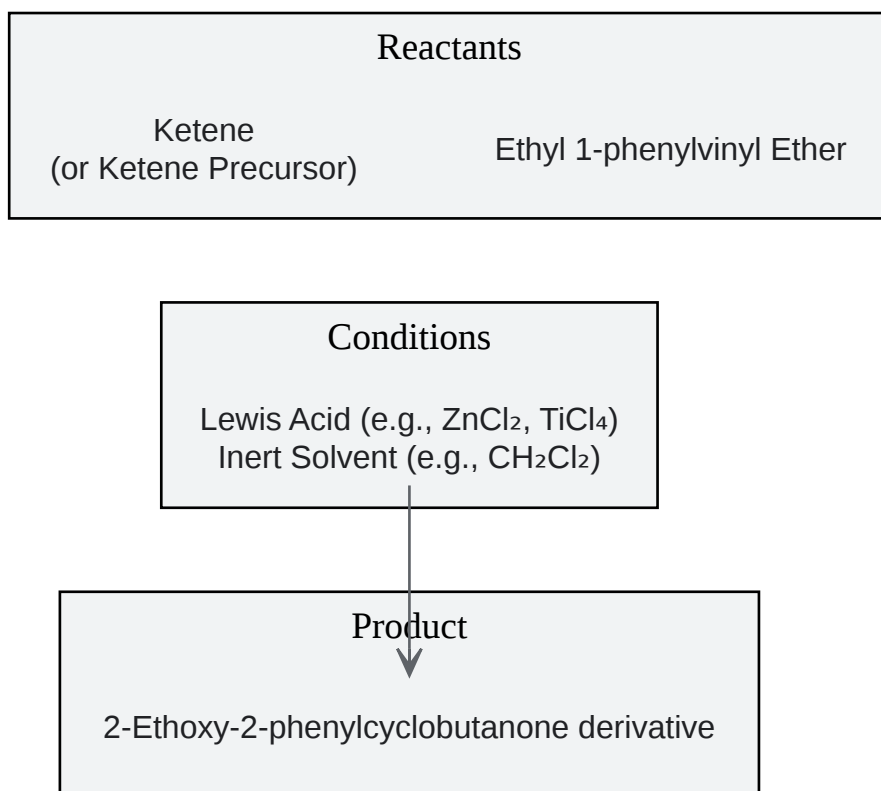 Reactants
Ketene
(or Ketene Precursor)
Ethyl 1-phenylvinyl Ether
Conditions
Lewis Acid (e.g., ZnCl₂, TiCl₄)
Inert Solvent (e.g., CH₂Cl₂)
Product
2-Ethoxy-2-phenylcyclobutanone derivative